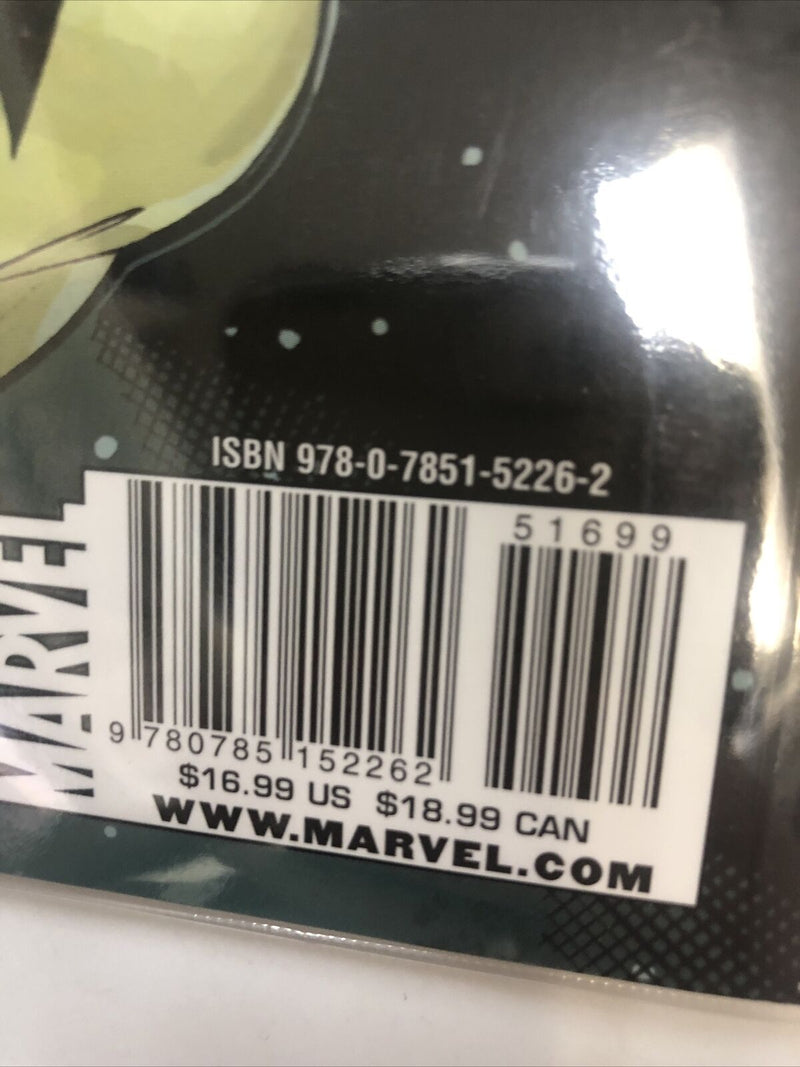 ISBN 978-0-7851-5226-2
51699
MARVEL
9 780785 152262
$16.99 US $18.99 CAN
WWW.MARVEL.COM